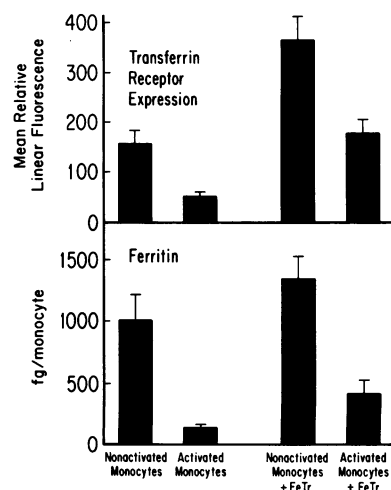 Mean Relative
Linear Fluorescence
400
300
200
100
0
Transferrin
Receptor
Expression
fg/monocyte
1500
1000
500
0
Ferritin
Nonactivated
Monocytes
Activated
Monocytes
Nonactivated
Monocytes
+ FeTr
Activated
Monocytes
+ FeTr